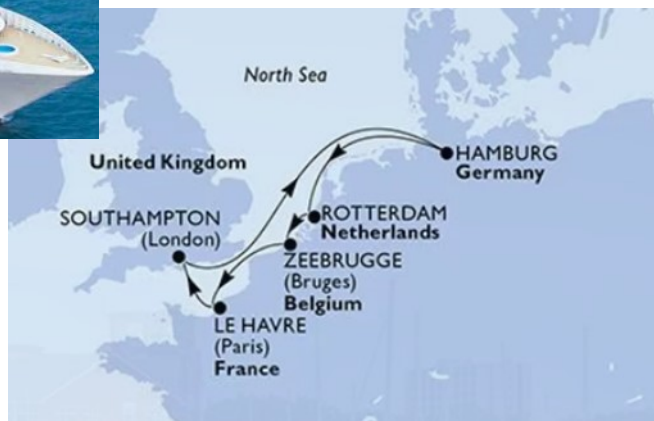 North Sea
United Kingdom
HAMBURG
Germany
SOUTHAMPTON
(London)
ROTTERDAM
Netherlands
ZEEBRUGGE
(Bruges)
Belgium
LE HAVRE
(Paris)
France